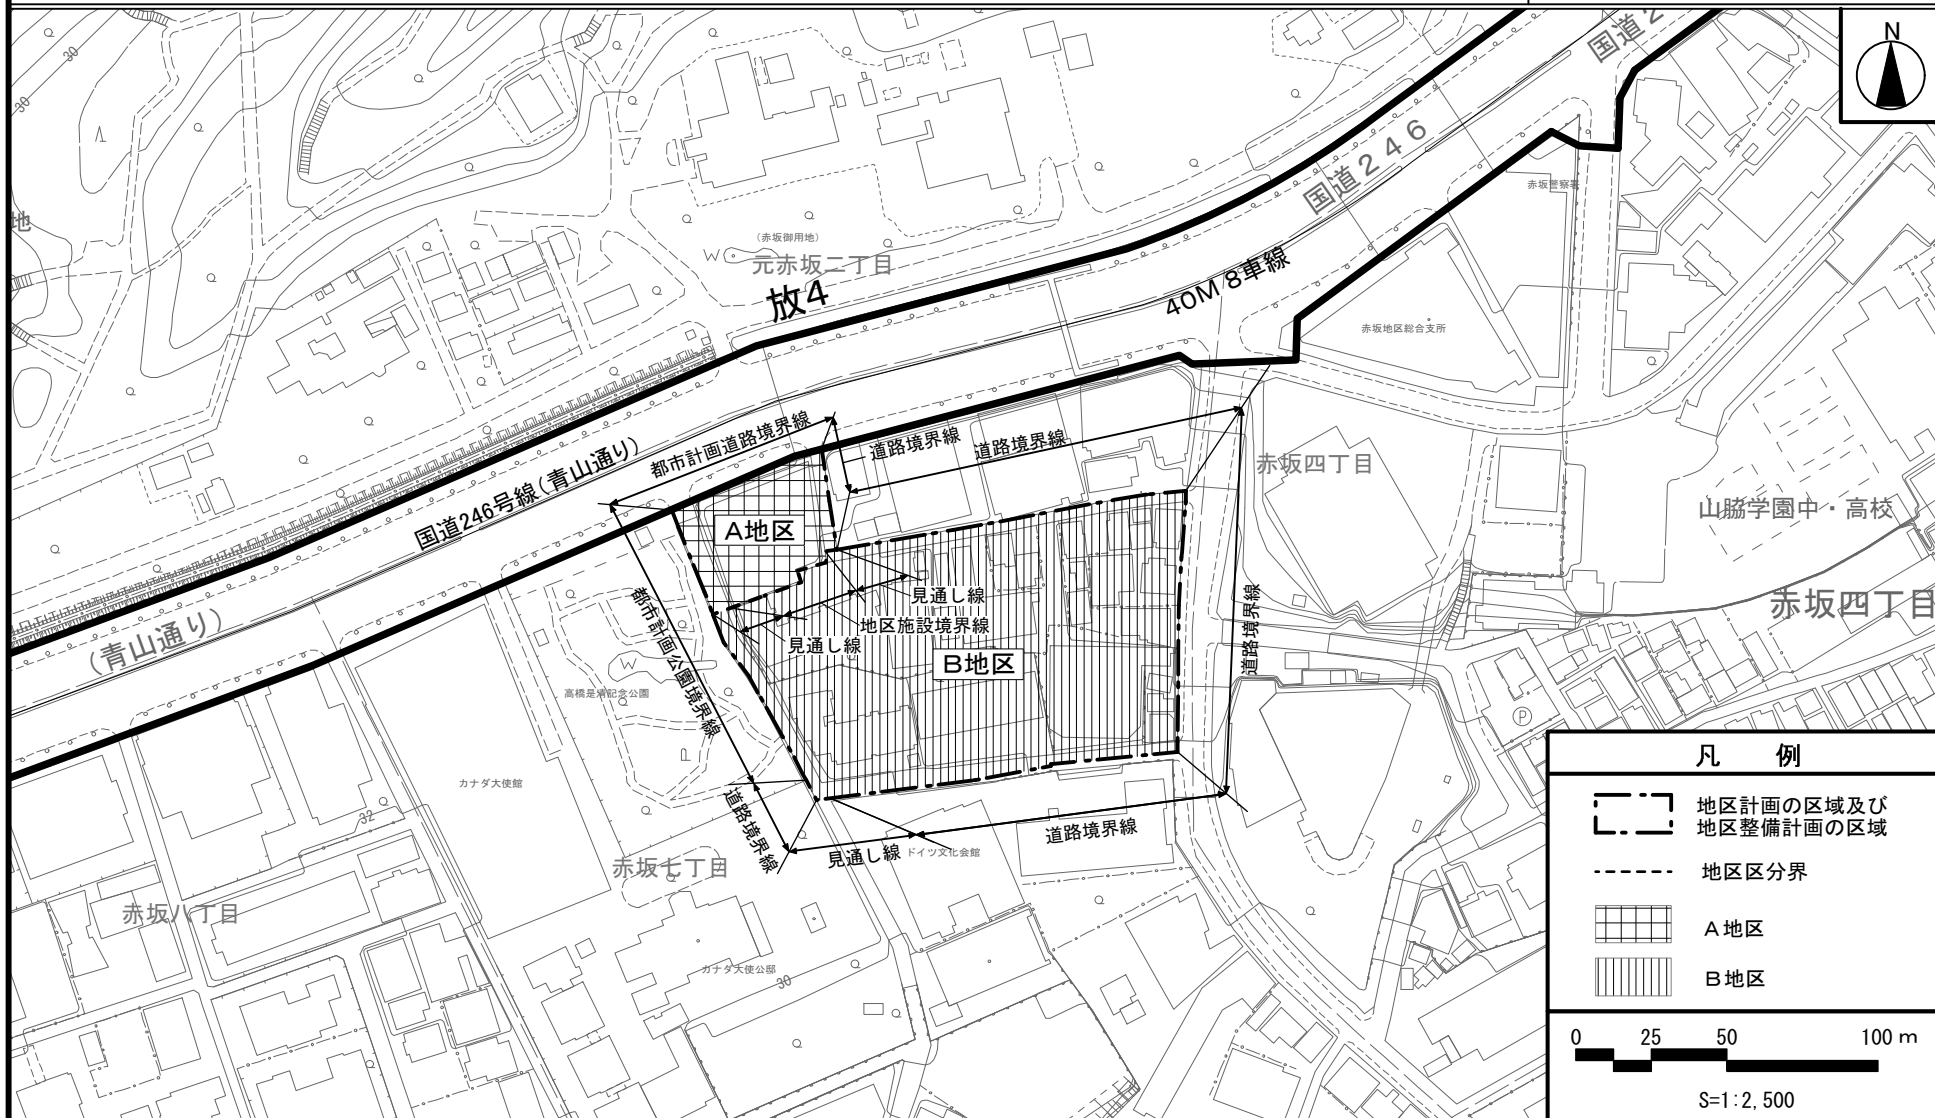 N
国道2
国道246
40M 8車線
赤坂警察署
地
30
30
(赤坂御用地)
元赤坂二丁目
放4
赤坂地区総合支所
都市計画道路境界線
道路境界線
道路境界線
赤坂四丁目
国道246号線(青山通り)
A地区
山脇学園中・高校
見通し線
地区施設境界線
見通し線
道路境界線
赤坂四丁目
(青山通り)
都市計画公園境界線
B地区
高橋是清記念公園
P
カナダ大使館
32
道路境界線
道路境界線
見通し線
ドイツ文化会館
赤坂七丁目
赤坂八丁目
カナダ大使公邸
30
凡 例
地区計画の区域及び
地区整備計画の区域
地区区分界
A地区
B地区
0 25 50 100 m
S=1:2,500